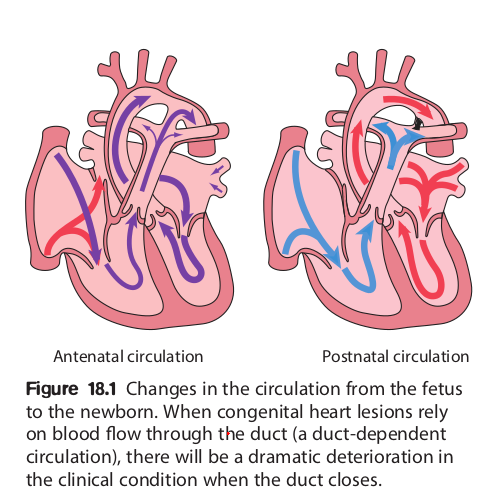 Antenatal circulation
Postnatal circulation
Figure 18.1 Changes in the circulation from the fetus
to the newborn. When congenital heart lesions rely
on blood flow through the duct (a duct-dependent
circulation), there will be a dramatic deterioration in
the clinical condition when the duct closes.